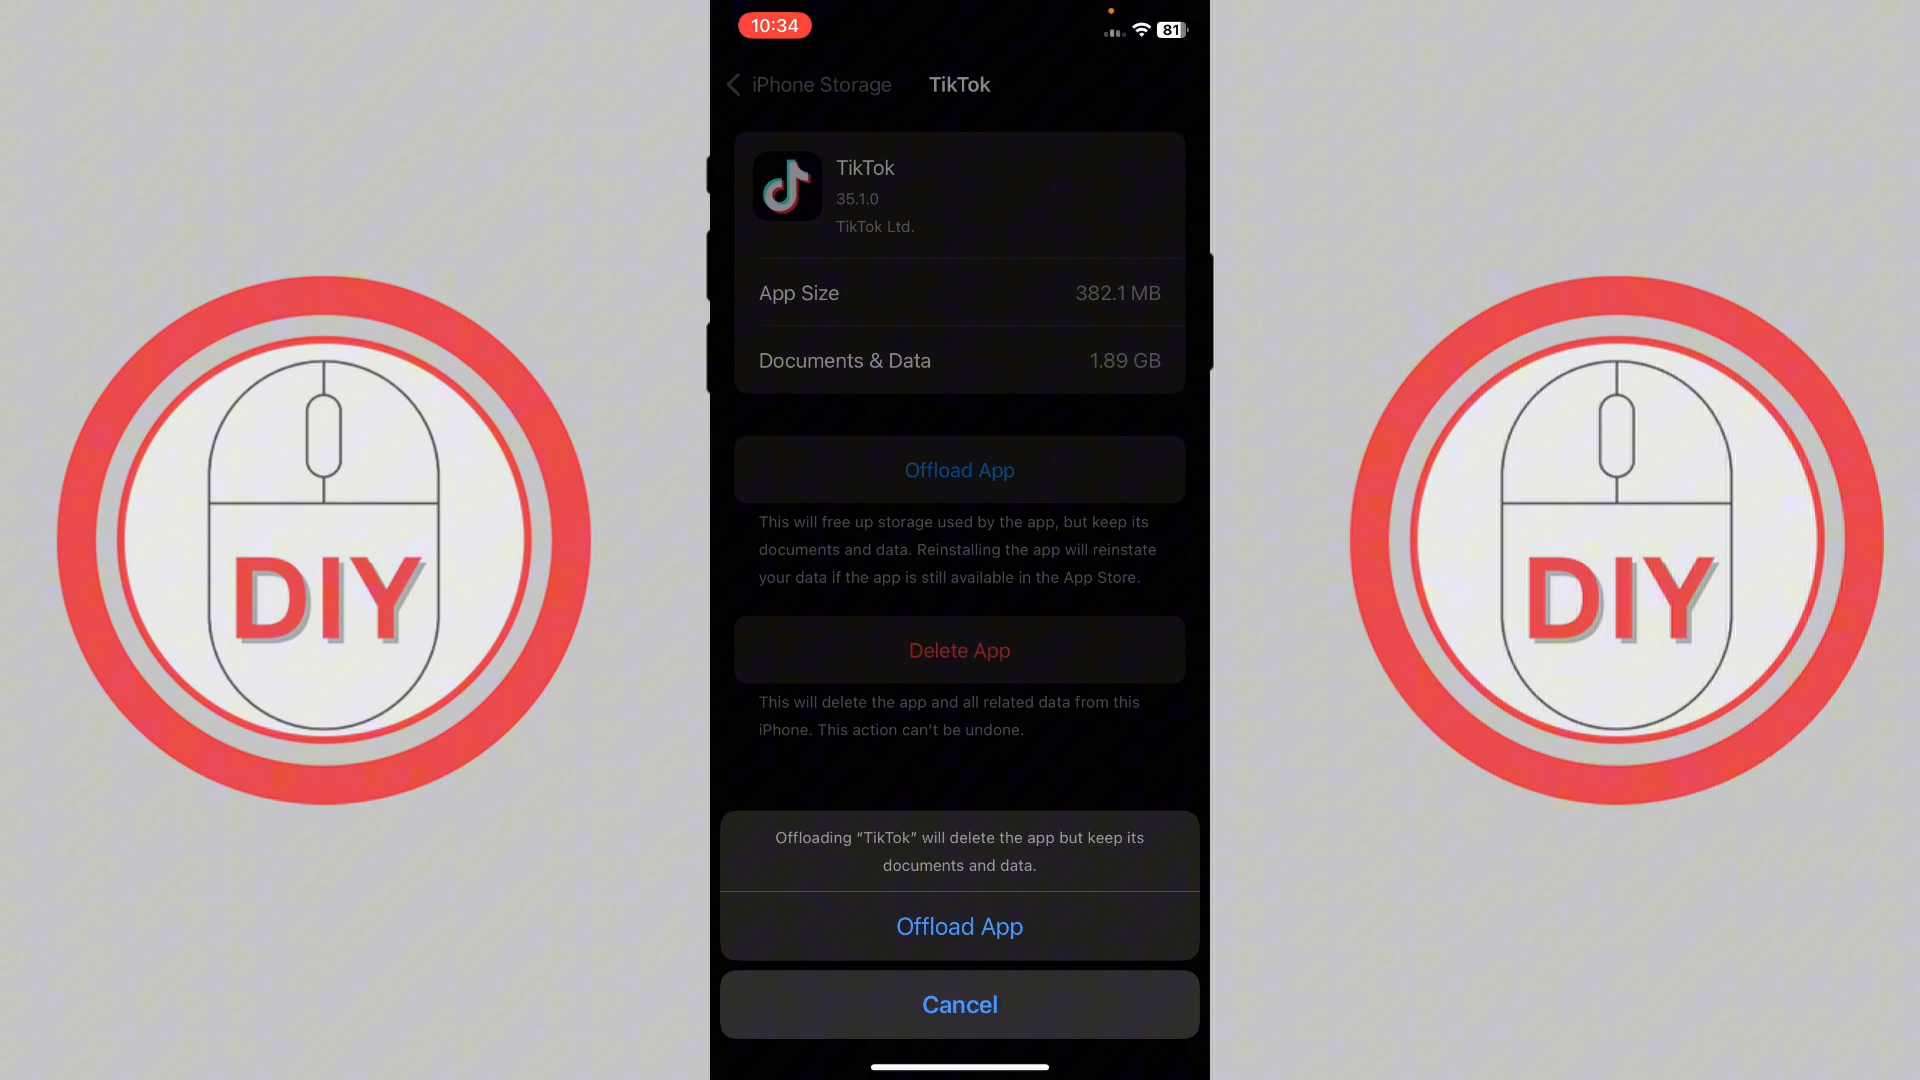 10:34
81
iPhone Storage
TikTok
TikTok
35.1.0
TikTok Ltd.
App Size
382.1 MB
Documents & Data
1.89 GB
Offload App
This will free up storage used by the app, but keep its
documents and data. Reinstalling the app will reinstate
your data if the app is still available in the App Store.
Delete App
This will delete the app and all related data from this
iPhone. This action can’t be undone.
Offloading “TikTok” will delete the app but keep its
documents and data.
Offload App
Cancel
DIY
DIY